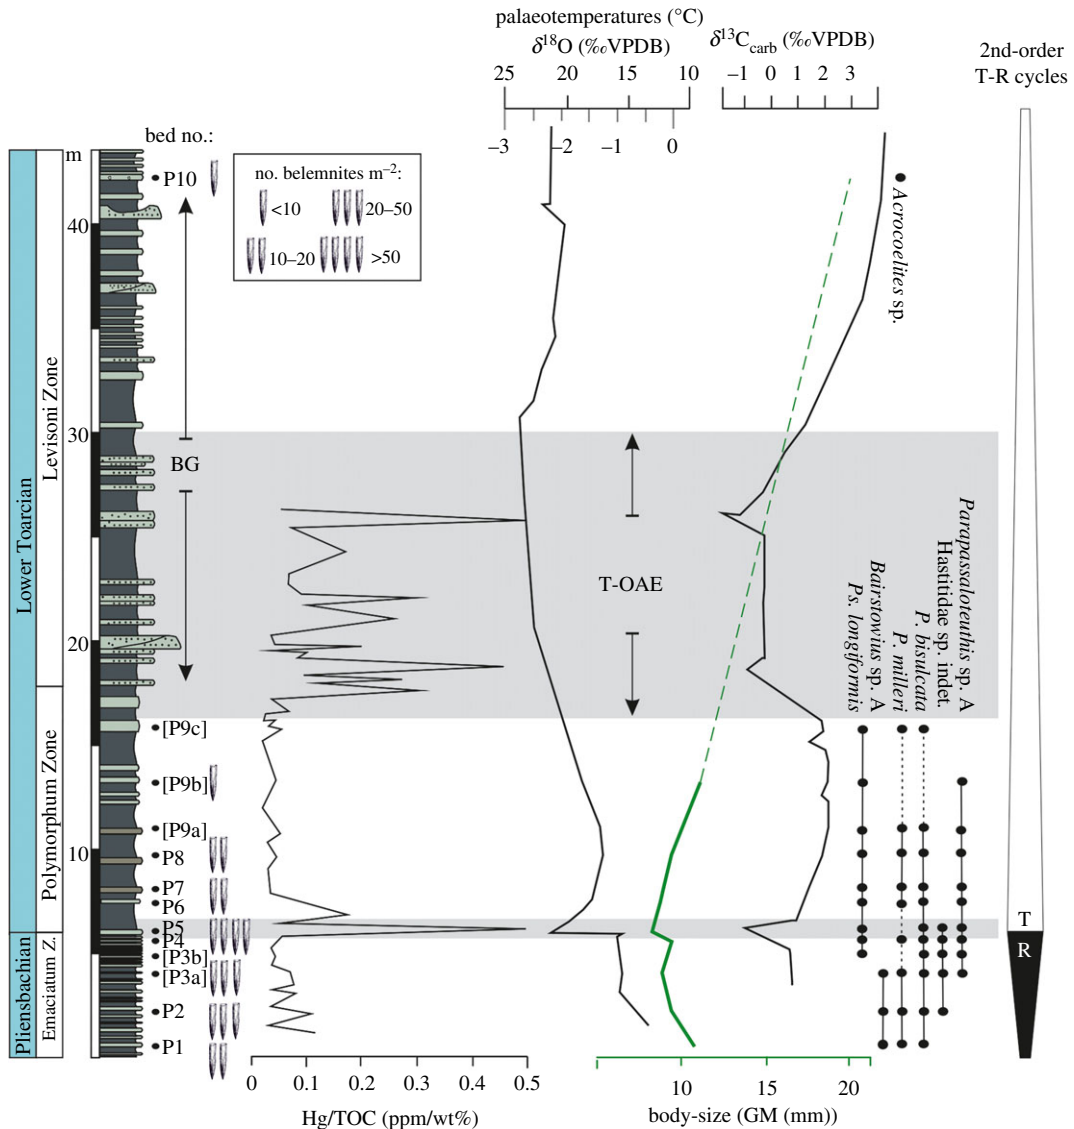 palaeotemperatures (°C)
δ18O (‰VPDB)
25 20 15 10
–3 –2 –1 0
δ13Ccarb (‰VPDB)
–1 0 1 2 3
2nd-order
T-R cycles
bed no.:
m
no. belemnites m–2:
<10
20–50
10–20
>50
P10
40
Acrocoelites sp.
Levisoni Zone
Lower Toarcian
30
BG
T-OAE
20
Bairstowius sp. A
Ps. longiformis
P. milleri
P. bisulcata
Hastitidae sp. indet.
Parapassaloteuthis sp. A
Polymorphum Zone
[P9c]
[P9b]
[P9a]
10
P8
P7
P6
P5
P4
[P3b]
[P3a]
P2
P1
T
R
Pliensbachian
Emaciatum Z.
0 0.1 0.2 0.3 0.4 0.5
Hg/TOC (ppm/wt%)
10 15 20
body-size (GM (mm))